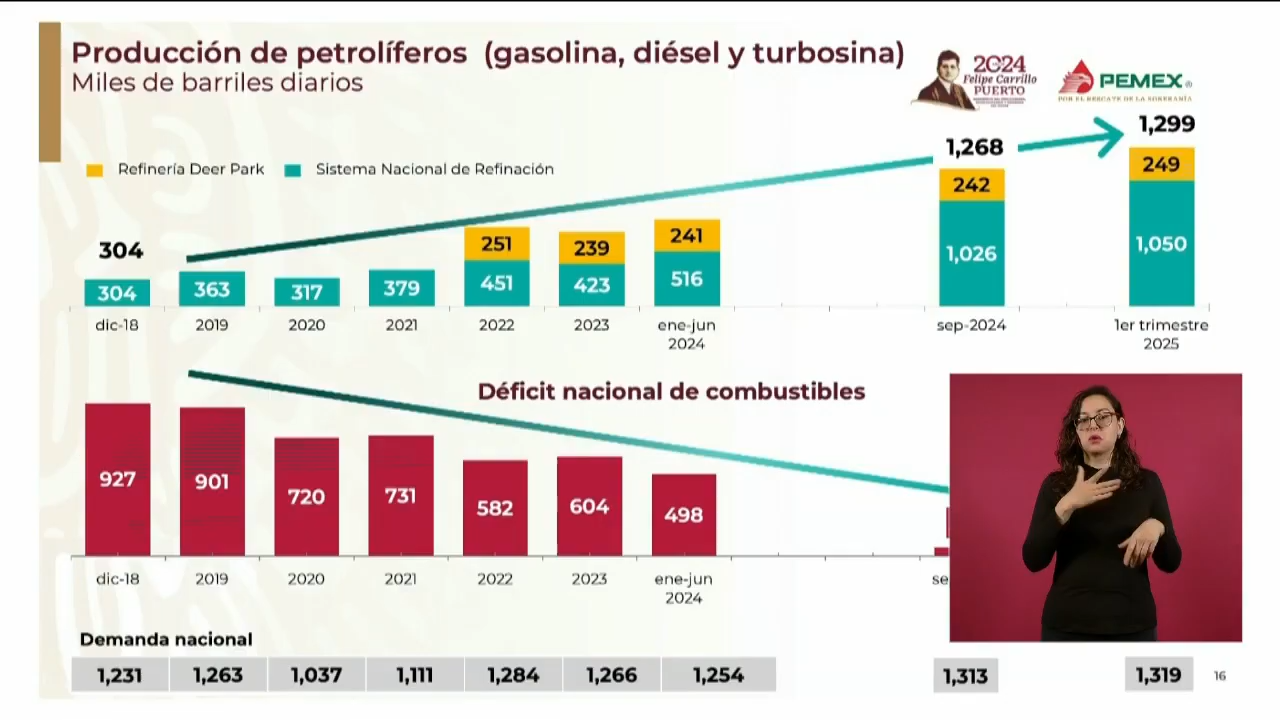 Producción de petrolíferos (gasolina, diésel y turbosina)
Miles de barriles diarios
2024
Felipe Carrillo
PUERTO
PEMEX®
POR EL RESCATE DE LA SOBERANÍA
Refinería Deer Park
Sistema Nacional de Refinación
304
1,268
1,299
251
239
241
242
249
304
363
317
379
451
423
516
1,026
1,050
dic-18
2019
2020
2021
2022
2023
ene-jun
2024
sep-2024
1er trimestre
2025
Déficit nacional de combustibles
927
901
720
731
582
604
498
dic-18
2019
2020
2021
2022
2023
ene-jun
2024
se
Demanda nacional
1,231
1,263
1,037
1,111
1,284
1,266
1,254
1,313
1,319
16